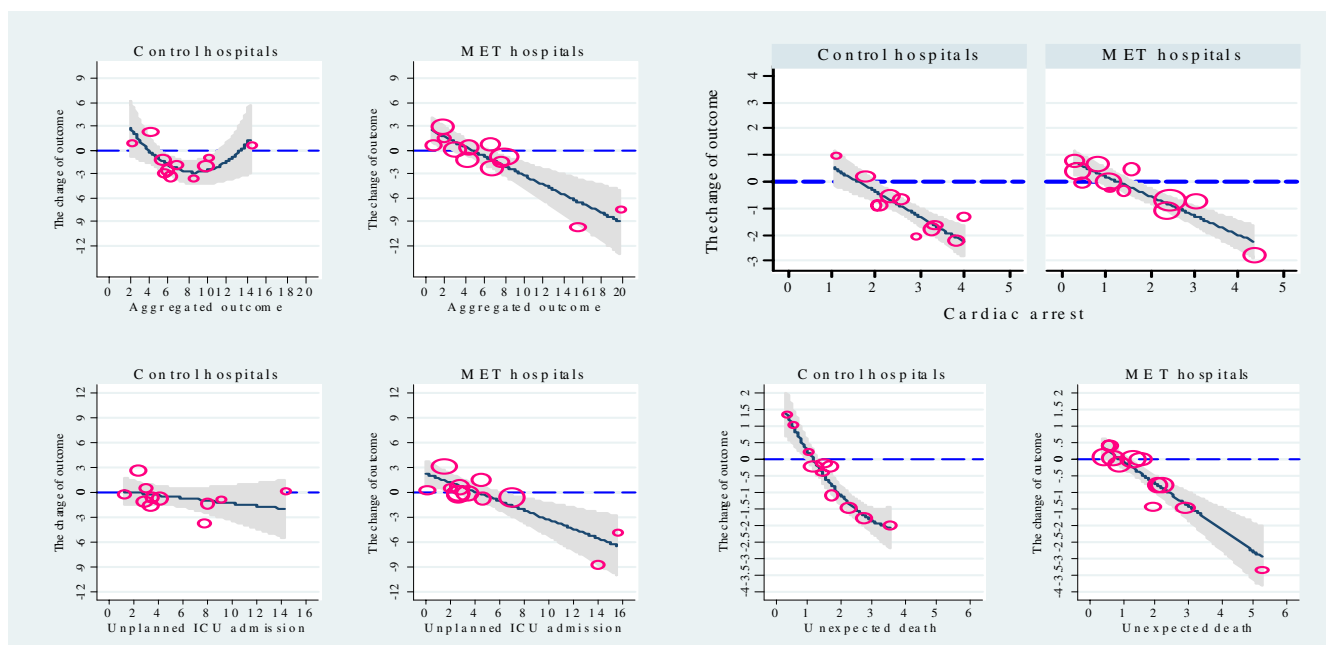 Control hospitals
MET hospitals
The change of outcome
9
6
3
0
-3
-6
-9
-12
0 2 4 6 8 10 12 14 16 18 20
Aggregated outcome
The change of outcome
9
6
3
0
-3
-6
-9
-12
0 2 4 6 8 10 12 14 16 20
Aggregated outcome
Control hospitals
MET hospitals
The change of outcome
4
3
2
1
0
-1
-2
-3
0 1 2 3 4 5
0 1 2 3 4 5
Cardiac arrest
Control hospitals
MET hospitals
The change of outcome
12
9
6
3
0
-3
-6
-9
-12
0 2 4 6 8 10 12 14 16
Unplanned ICU admission
The change of outcome
12
9
6
3
0
-3
-6
-9
-12
0 2 4 6 8 10 12 14 16
Unplanned ICU admission
Control hospitals
MET hospitals
The change of outcome
-4-3.5-3-2.5-2-1.5-1-.5 0 .5 1 1.5 2
0 1 2 3 4 5 6
Unexpected death
The change of outcome
-4-3.5-3-2.5-2-1.5-1-.5 0 .5 1 1.5 2
0 1 2 3 4 5 6
Unexpected death